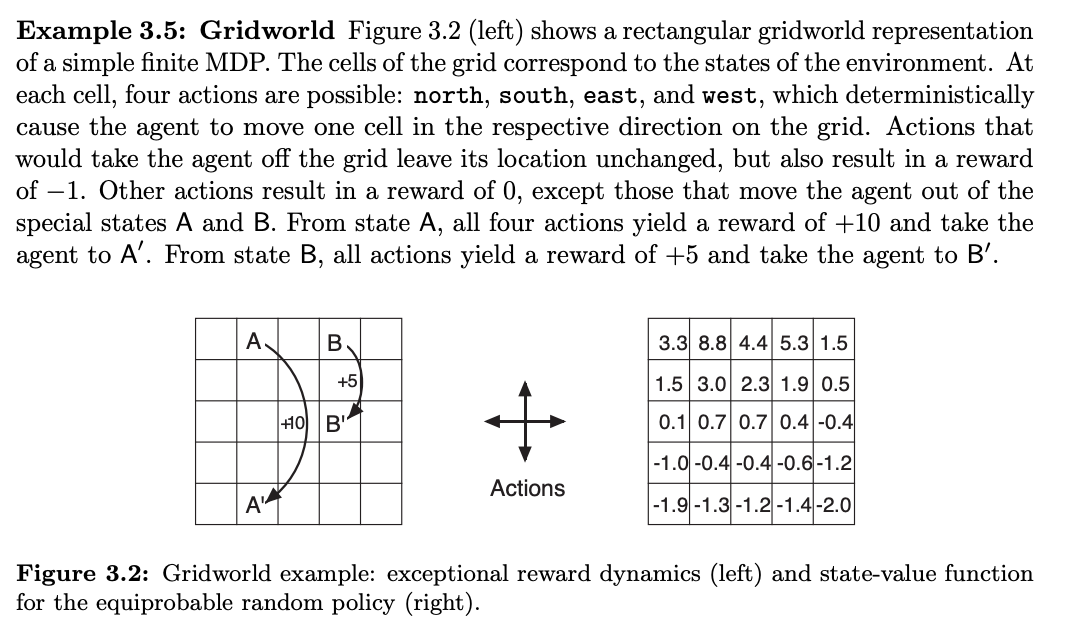 Example 3.5: Gridworld Figure 3.2 (left) shows a rectangular gridworld representation
of a simple finite MDP. The cells of the grid correspond to the states of the environment. At
each cell, four actions are possible: north, south, east, and west, which deterministically
cause the agent to move one cell in the respective direction on the grid. Actions that
would take the agent off the grid leave its location unchanged, but also result in a reward
of −1. Other actions result in a reward of 0, except those that move the agent out of the
special states A and B. From state A, all four actions yield a reward of +10 and take the
agent to A′. From state B, all actions yield a reward of +5 and take the agent to B′.
A B
+5
+10 B'
A'
Actions
3.3 8.8 4.4 5.3 1.5
1.5 3.0 2.3 1.9 0.5
0.1 0.7 0.7 0.4 -0.4
-1.0 -0.4 -0.4 -0.6 -1.2
-1.9 -1.3 -1.2 -1.4 -2.0
Figure 3.2: Gridworld example: exceptional reward dynamics (left) and state-value function
for the equiprobable random policy (right).